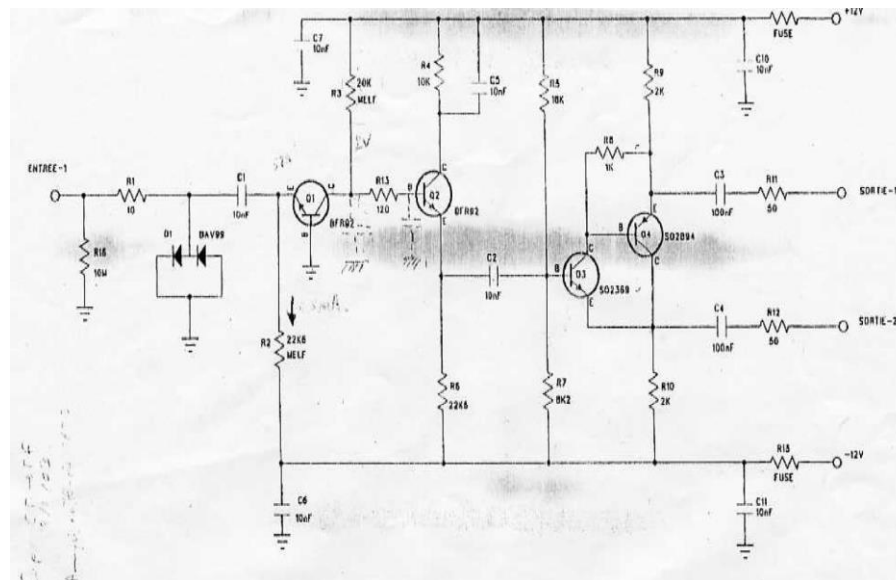 +12V
FUSE
C7
10nF
R4
10K
C5
10nF
R3
20K
MELF
R5
18K
R9
2K
C10
10nF
R8
1K
ENTREE-1
R1
10
C1
10nF
E
Q1
C
BFR92
B
R13
120
B
C
Q2
BFR92
E
C3
100nF
R11
50
SORTIE-1
E
B
Q4
SO2894
C
R16
10M
D1
BAV99
C2
10nF
B
C
Q3
SO2369
E
C4
100nF
R12
50
SORTIE-2
R2
22K6
MELF
R6
22K6
R7
8K2
R10
2K
-12V
R13
FUSE
C6
10nF
C11
10nF